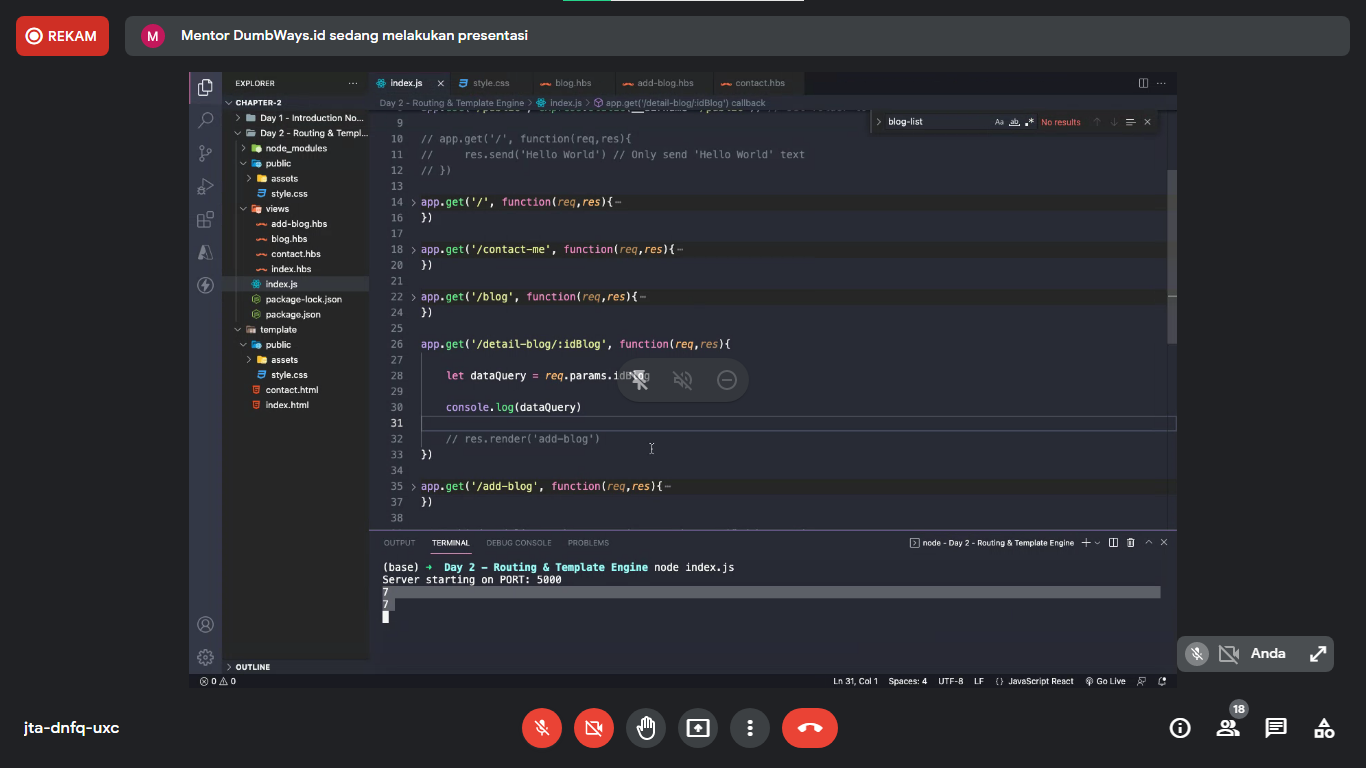 REKAM
M
Mentor DumbWays.id sedang melakukan presentasi
EXPLORER
CHAPTER-2
Day 1 - Introduction No...
Day 2 - Routing & Templ...
node_modules
public
assets
style.css
views
add-blog.hbs
blog.hbs
contact.hbs
index.hbs
index.js
package-lock.json
package.json
template
public
assets
style.css
contact.html
index.html
OUTLINE
index.js
style.css
blog.hbs
add-blog.hbs
contact.hbs
Day 2 - Routing & Template Engine > index.js > app.get('/detail-blog/:idBlog') callback
blog-list
Aa
ab
No results
9
10 // app.get('/', function(req,res){
11 //     res.send('Hello World') // Only send 'Hello World' text
12 // })
13
14 app.get('/', function(req,res){⋯
16 })
17
18 app.get('/contact-me', function(req,res){⋯
20 })
21
22 app.get('/blog', function(req,res){⋯
24 })
25
26 app.get('/detail-blog/:idBlog', function(req,res){
27
28     let dataQuery = req.params.idBlog
29
30     console.log(dataQuery)
31
32     // res.render('add-blog')
33 })
34
35 app.get('/add-blog', function(req,res){⋯
37 })
38
OUTPUT
TERMINAL
DEBUG CONSOLE
PROBLEMS
node - Day 2 - Routing & Template Engine
(base) ➜ Day 2 - Routing & Template Engine node index.js
Server starting on PORT: 5000
7
7
0
0
Ln 31, Col 1
Spaces: 4
UTF-8
LF
{} JavaScript React
Go Live
Anda
jta-dnfq-uxc
18